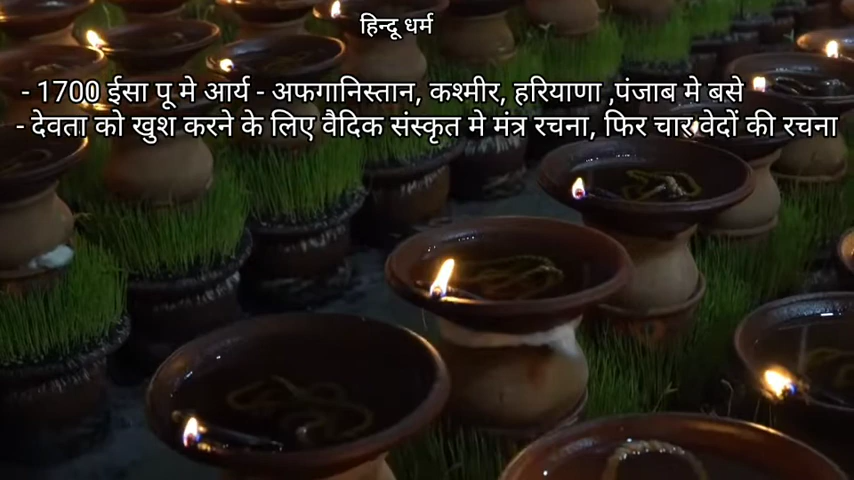 हिन्दू धर्म
- 1700 ईसा पू मे आर्य - अफगानिस्तान, कश्मीर, हरियाणा ,पंजाब मे बसे
- देवता को खुश करने के लिए वैदिक संस्कृत मे मंत्र रचना, फिर चार वेदों की रचना